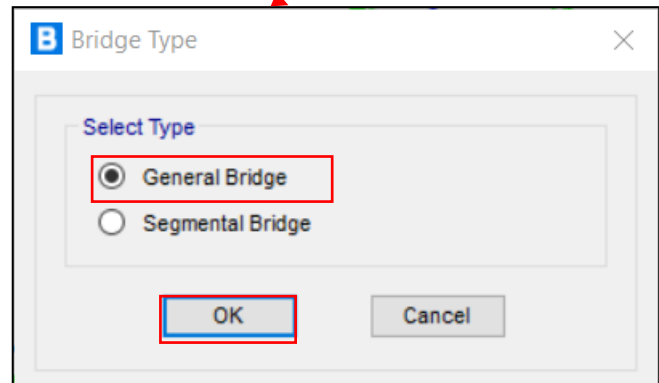 B Bridge Type
Select Type
General Bridge
Segmental Bridge
OK Cancel